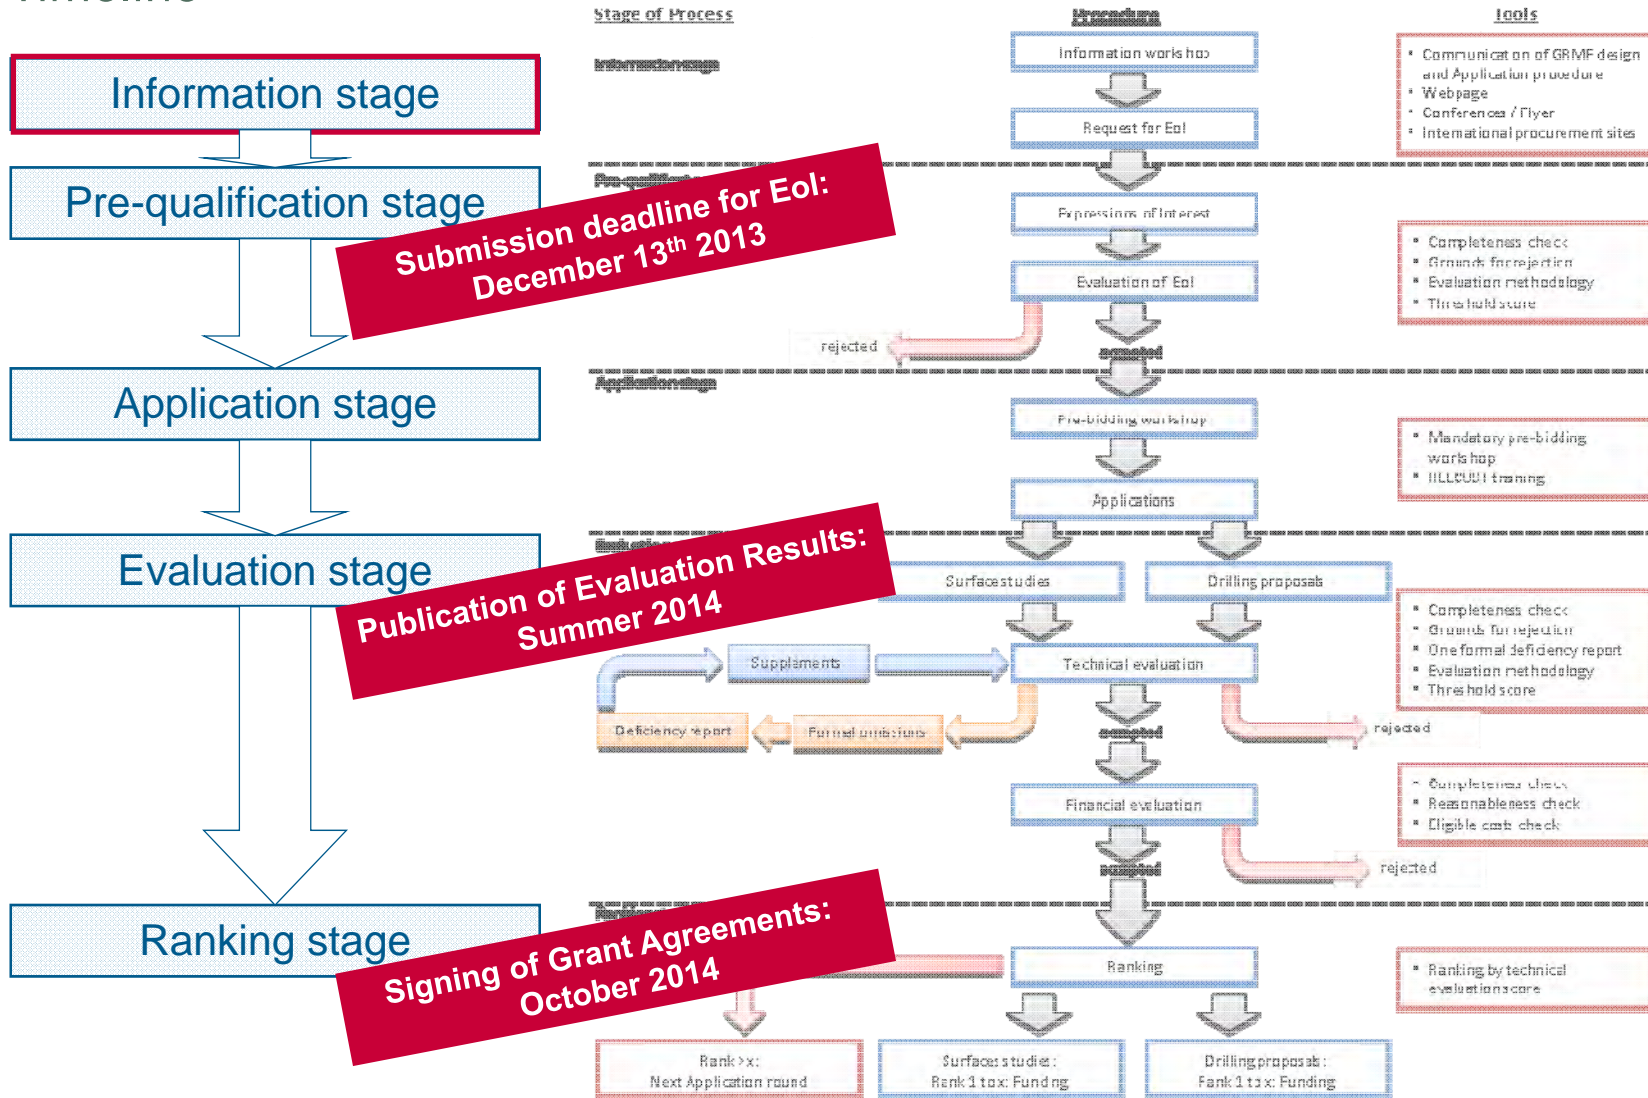 Timeline
Information stage
Pre-qualification stage
Application stage
Evaluation stage
Ranking stage
Submission deadline for EoI:
December 13th 2013
Publication of Evaluation Results:
Summer 2014
Signing of Grant Agreements:
October 2014
Stage of Process
Procedure
Tools
Information stage
Information workshop
Request for EoI
Communication of GRMF design
and Application procedure
Webpage
Conferences / Flyer
International procurement sites
Expressions of Interest
Evaluation of EoI
rejected
accepted
Completeness check
Grounds for rejection
Evaluation methodology
Threshold score
Application stage
Pre-bidding workshop
Applications
Mandatory pre-bidding
workshop
training
Surface studies
Drilling proposals
Supplements
Technical evaluation
Deficiency report
Formal omissions
accepted
rejected
Completeness check
Grounds for rejection
One formal deficiency report
Evaluation methodology
Threshold score
Financial evaluation
accepted
rejected
Completeness check
Reasonableness check
Eligible costs check
Ranking
Ranking by technical
evaluation score
Rank > x:
Next Application round
Surfaces studies:
Rank 1 to x: Funding
Drilling proposals:
Rank 1 to x: Funding